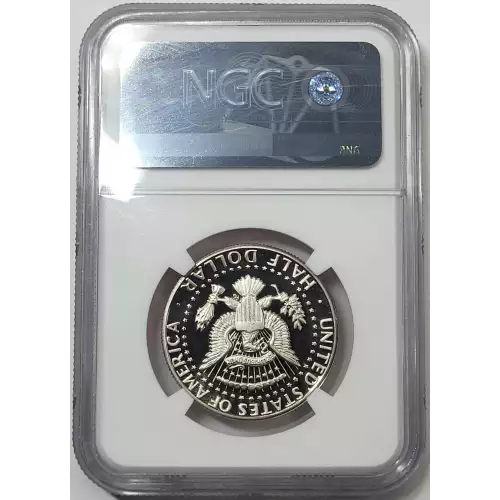 NGC
PNG
UNITED STATES OF AMERICA
HALF DOLLAR